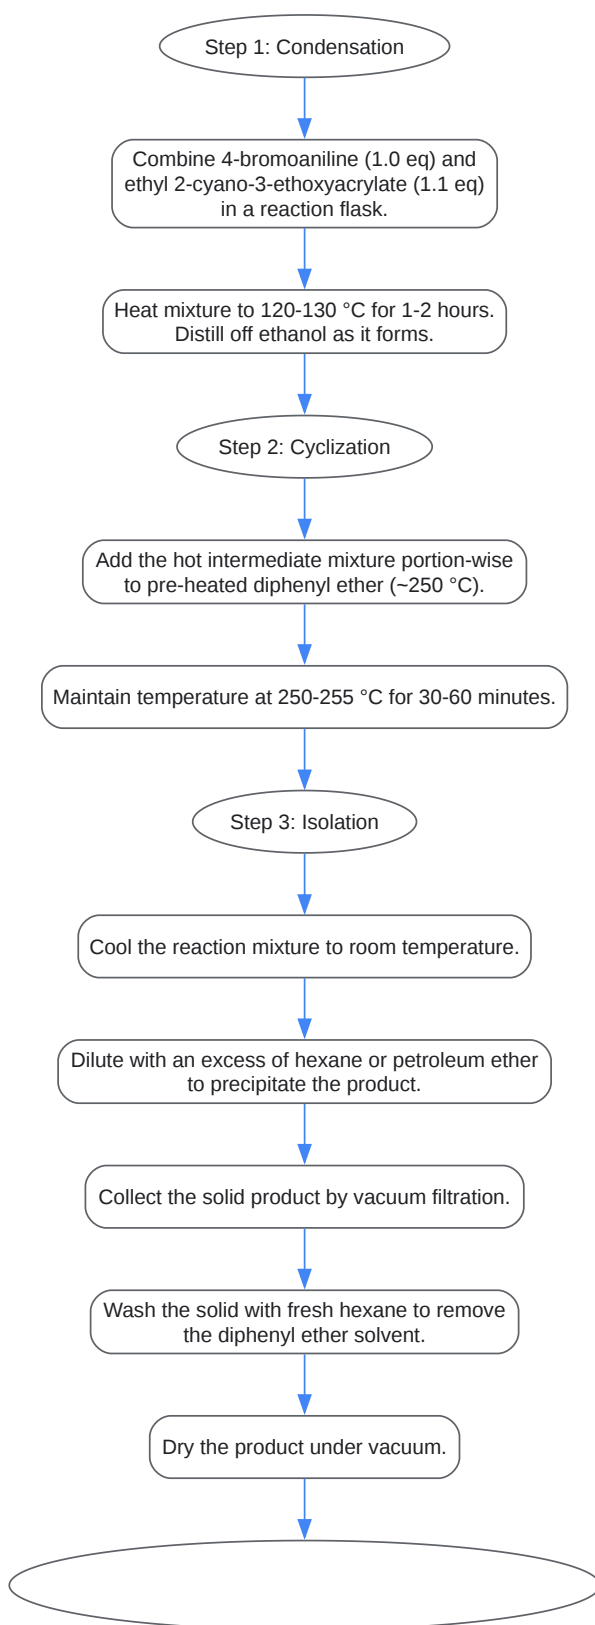 Step 1: Condensation
Combine 4-bromoaniline (1.0 eq) and
ethyl 2-cyano-3-ethoxyacrylate (1.1 eq)
in a reaction flask.
Heat mixture to 120-130 °C for 1-2 hours.
Distill off ethanol as it forms.
Step 2: Cyclization
Add the hot intermediate mixture portion-wise
to pre-heated diphenyl ether (~250 °C).
Maintain temperature at 250-255 °C for 30-60 minutes.
Step 3: Isolation
Cool the reaction mixture to room temperature.
Dilute with an excess of hexane or petroleum ether
to precipitate the product.
Collect the solid product by vacuum filtration.
Wash the solid with fresh hexane to remove
the diphenyl ether solvent.
Dry the product under vacuum.